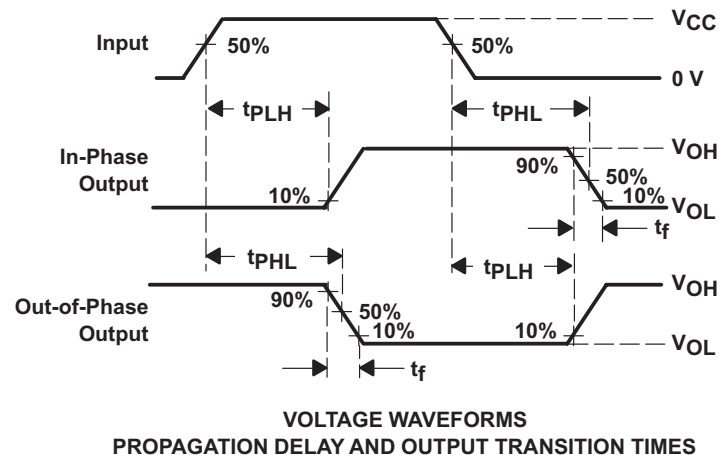 Input
50%
50%
VCC
0 V
tPLH
tPHL
In-Phase
Output
10%
90%
50%
10%
VOH
VOL
tf
tPHL
tPLH
Out-of-Phase
Output
90%
50%
10%
10%
VOH
VOL
tf
VOLTAGE WAVEFORMS
PROPAGATION DELAY AND OUTPUT TRANSITION TIMES